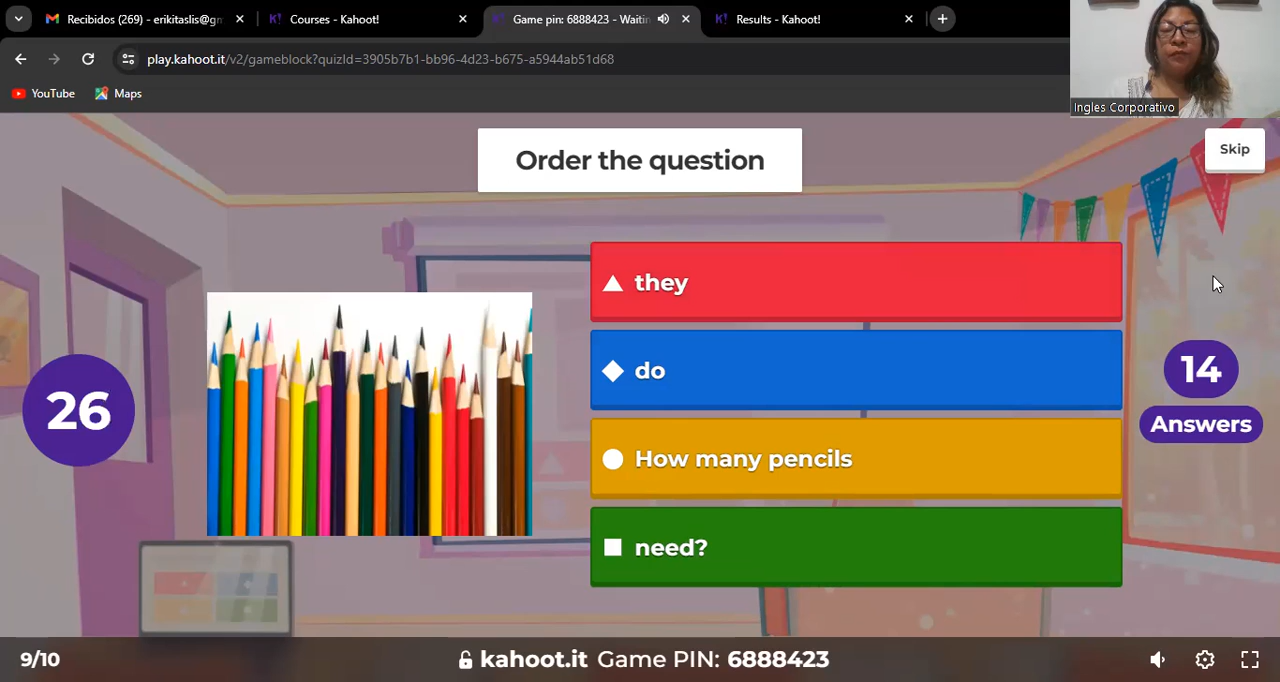 Recibidos (269) - erikitaslis@gm
Courses - Kahoot!
Game pin: 6888423 - Waitin
Results - Kahoot!
play.kahoot.it/v2/gameblock?quizId=3905b7b1-bb96-4d23-b675-a5944ab51d68
YouTube
Maps
Ingles Corporativo
Order the question
Skip
they
do
How many pencils
need?
26
14
Answers
9/10
kahoot.it Game PIN: 6888423